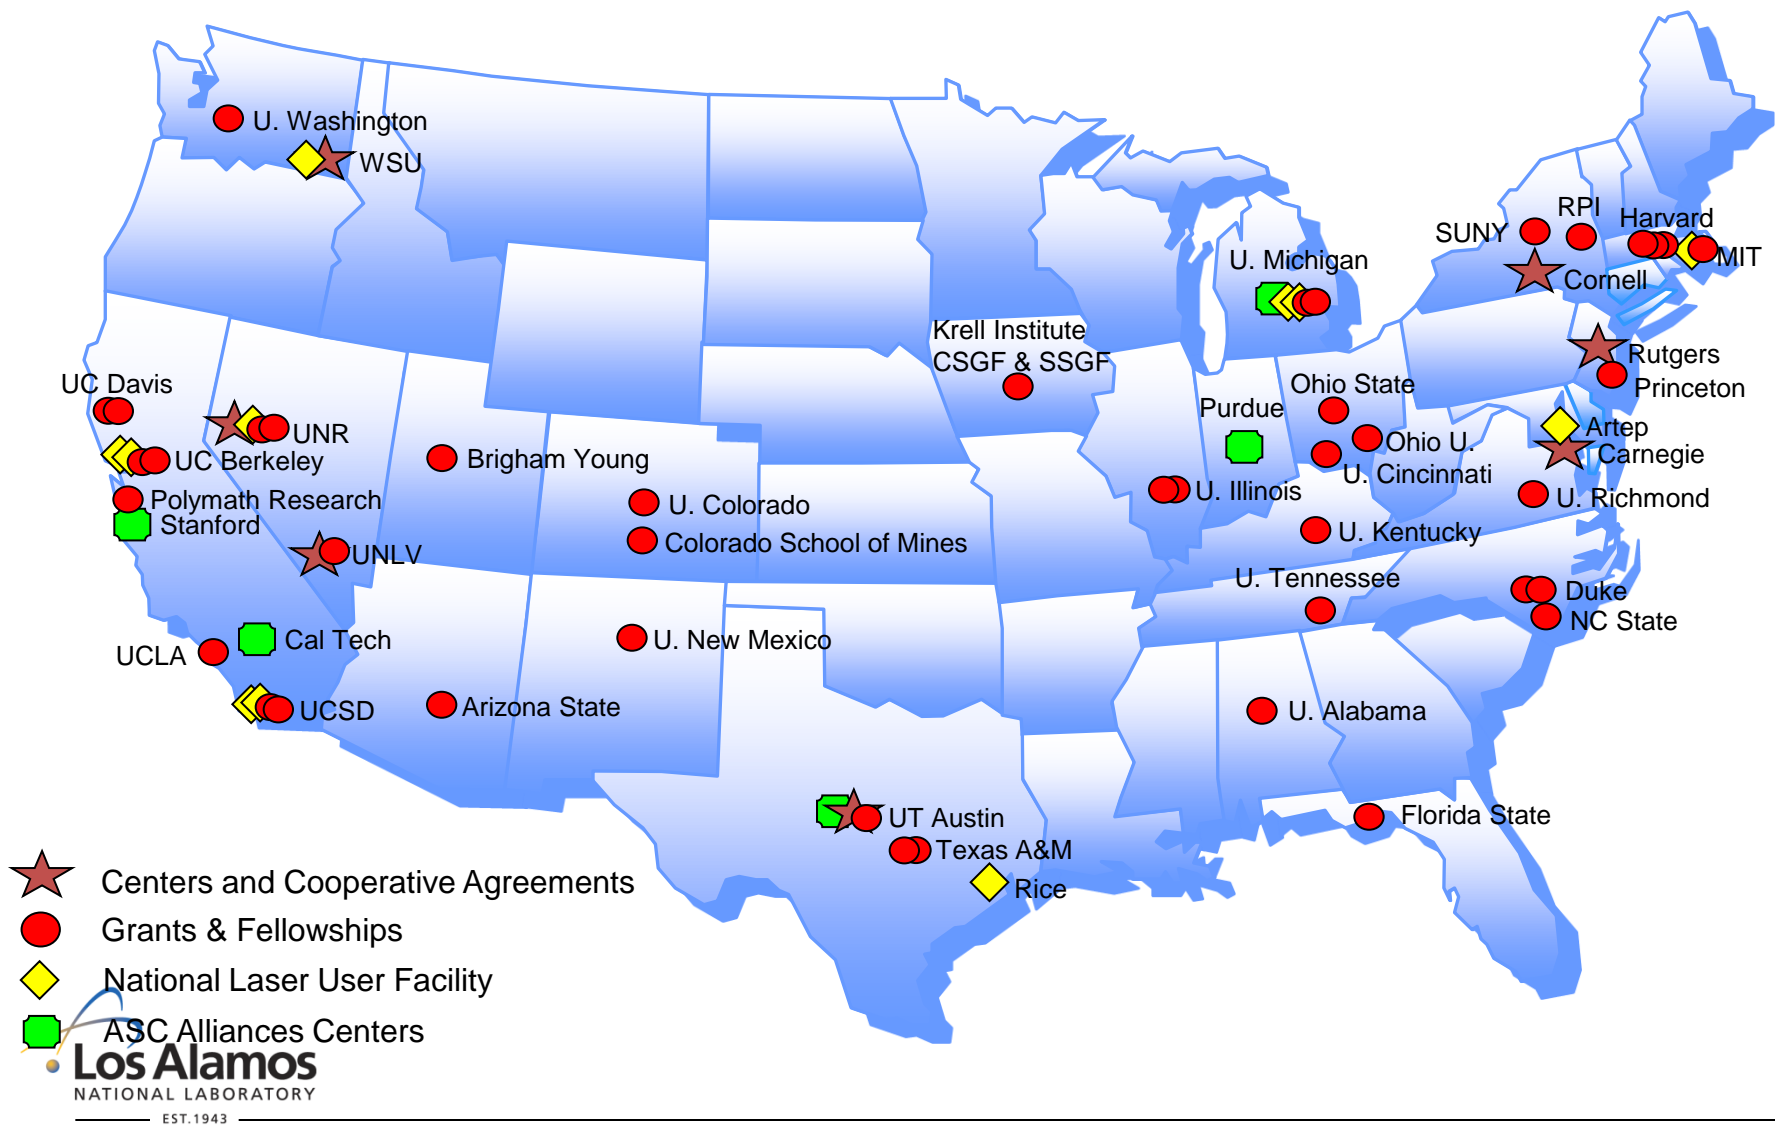 U. Washington
WSU
RPI
Harvard
SUNY
MIT
U. Michigan
Cornell
Krell Institute
CSGF & SSGF
Rutgers
Princeton
UC Davis
Ohio State
Purdue
Artep
UNR
Ohio U.
Carnegie
UC Berkeley
Brigham Young
U. Cincinnati
U. Illinois
Polymath Research
U. Colorado
U. Richmond
Stanford
U. Kentucky
Colorado School of Mines
UNLV
U. Tennessee
Duke
NC State
Cal Tech
U. New Mexico
UCLA
UCSD
Arizona State
U. Alabama
UT Austin
Florida State
Texas A&M
Rice
Centers and Cooperative Agreements
Grants & Fellowships
National Laser User Facility
ASC Alliances Centers
Los Alamos
NATIONAL LABORATORY
EST.1943